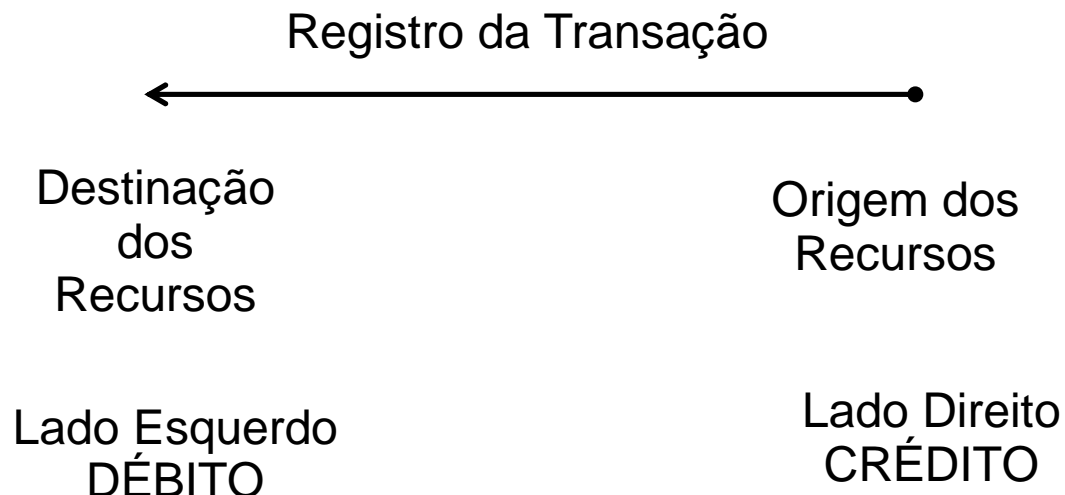 Registro da Transação
Destinação
dos
Recursos
Origem dos
Recursos
Lado Esquerdo
DÉBITO
Lado Direito
CRÉDITO